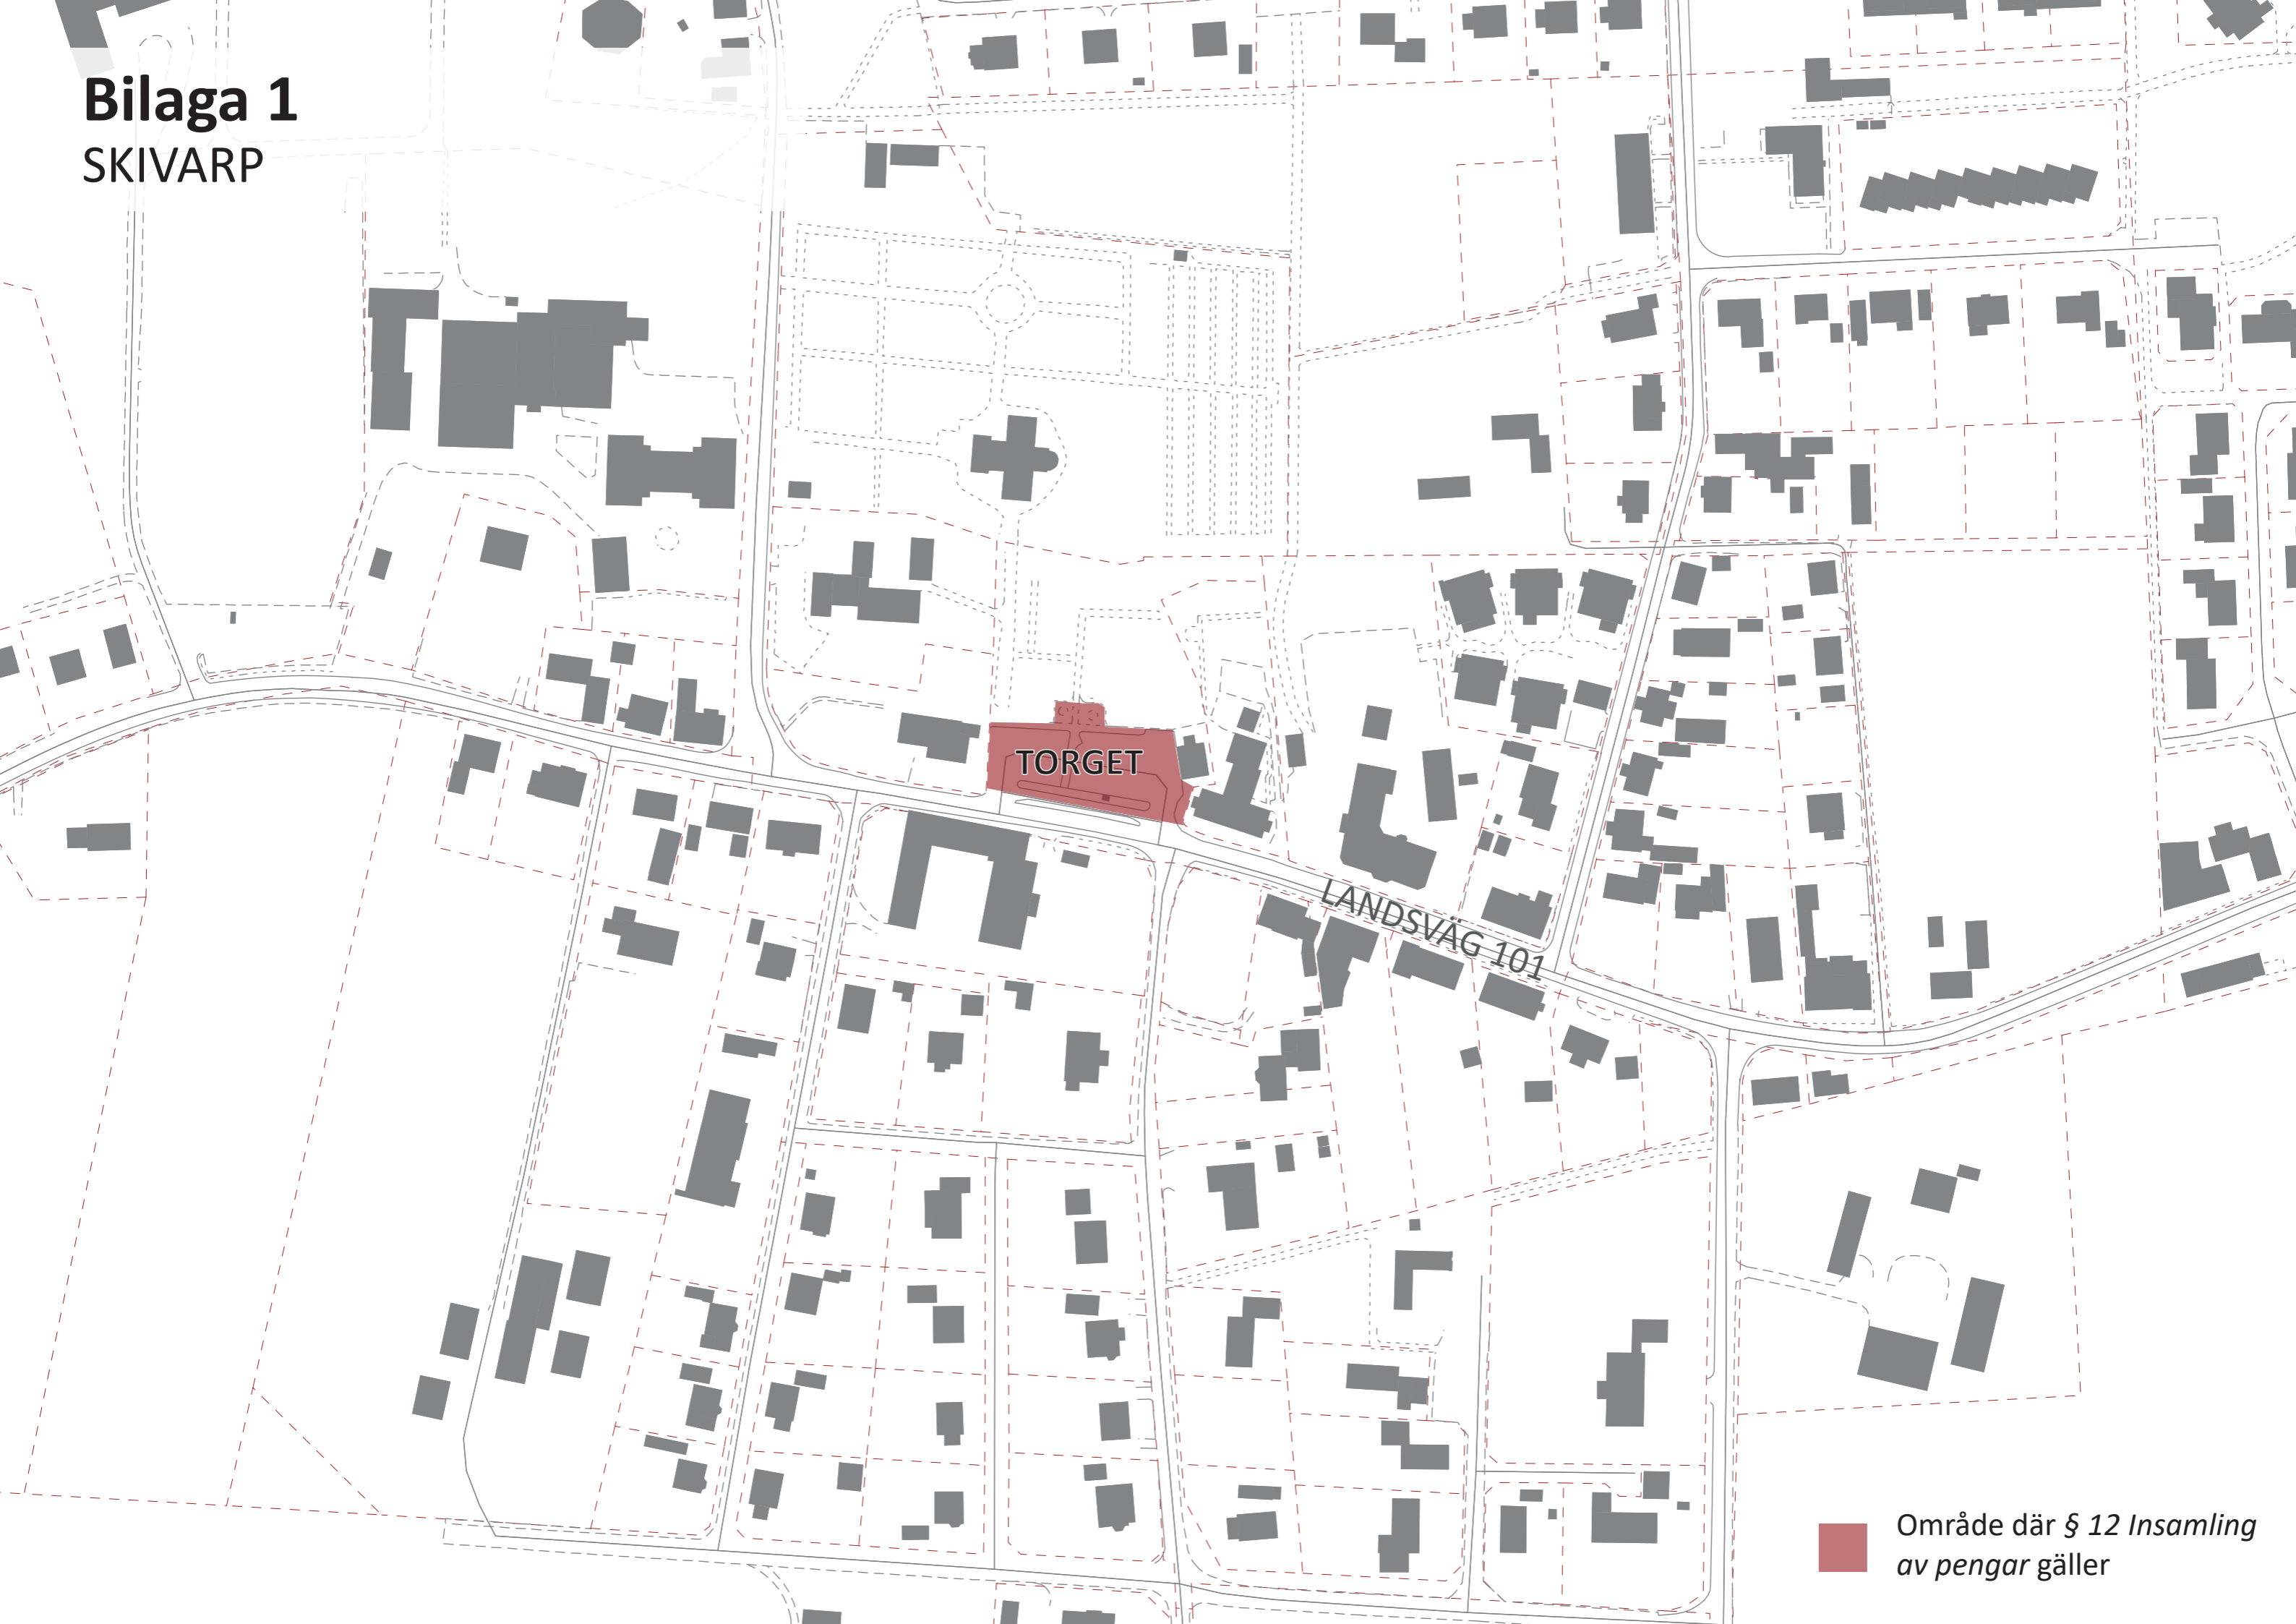 Bilaga 1
SKIVARP
TORGET
LANDSVÄG 101
Område där § 12 Insamling
av pengar gäller